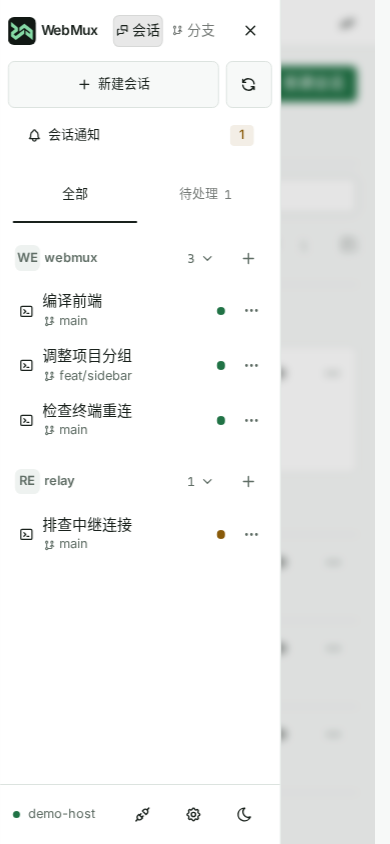 WebMux 会话 分支
新建会话
会话通知 1
全部 待处理 1
WE webmux 3
编译前端
main
调整项目分组
feat/sidebar
检查终端重连
main
RE relay 1
排查中继连接
main
demo-host